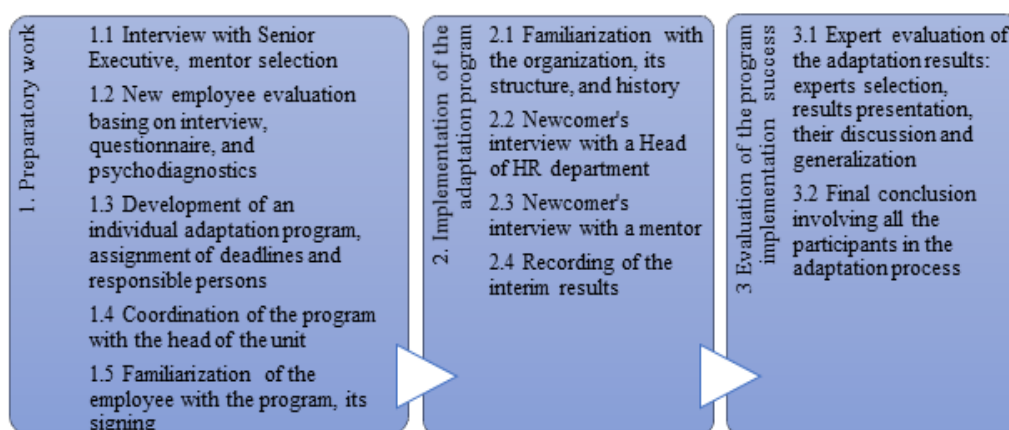 1. Preparatory work
1.1 Interview with Senior
Executive, mentor selection
1.2 New employee evaluation
basing on interview,
questionnaire, and
psychodiagnostics
1.3 Development of an
individual adaptation program,
assignment of deadlines and
responsible persons
1.4 Coordination of the program
with the head of the unit
1.5 Familiarization of the
employee with the program, its
signing
2. Implementation of the
adaptation program
2.1 Familiarization with
the organization, its
structure, and history
2.2 Newcomer's
interview with a Head
of HR department
2.3 Newcomer's
interview with a mentor
2.4 Recording of the
interim results
3 Evaluation of the program
implementation success
3.1 Expert evaluation of
the adaptation results:
experts selection,
results presentation,
their discussion and
generalization
3.2 Final conclusion
involving all the
participants in the
adaptation process